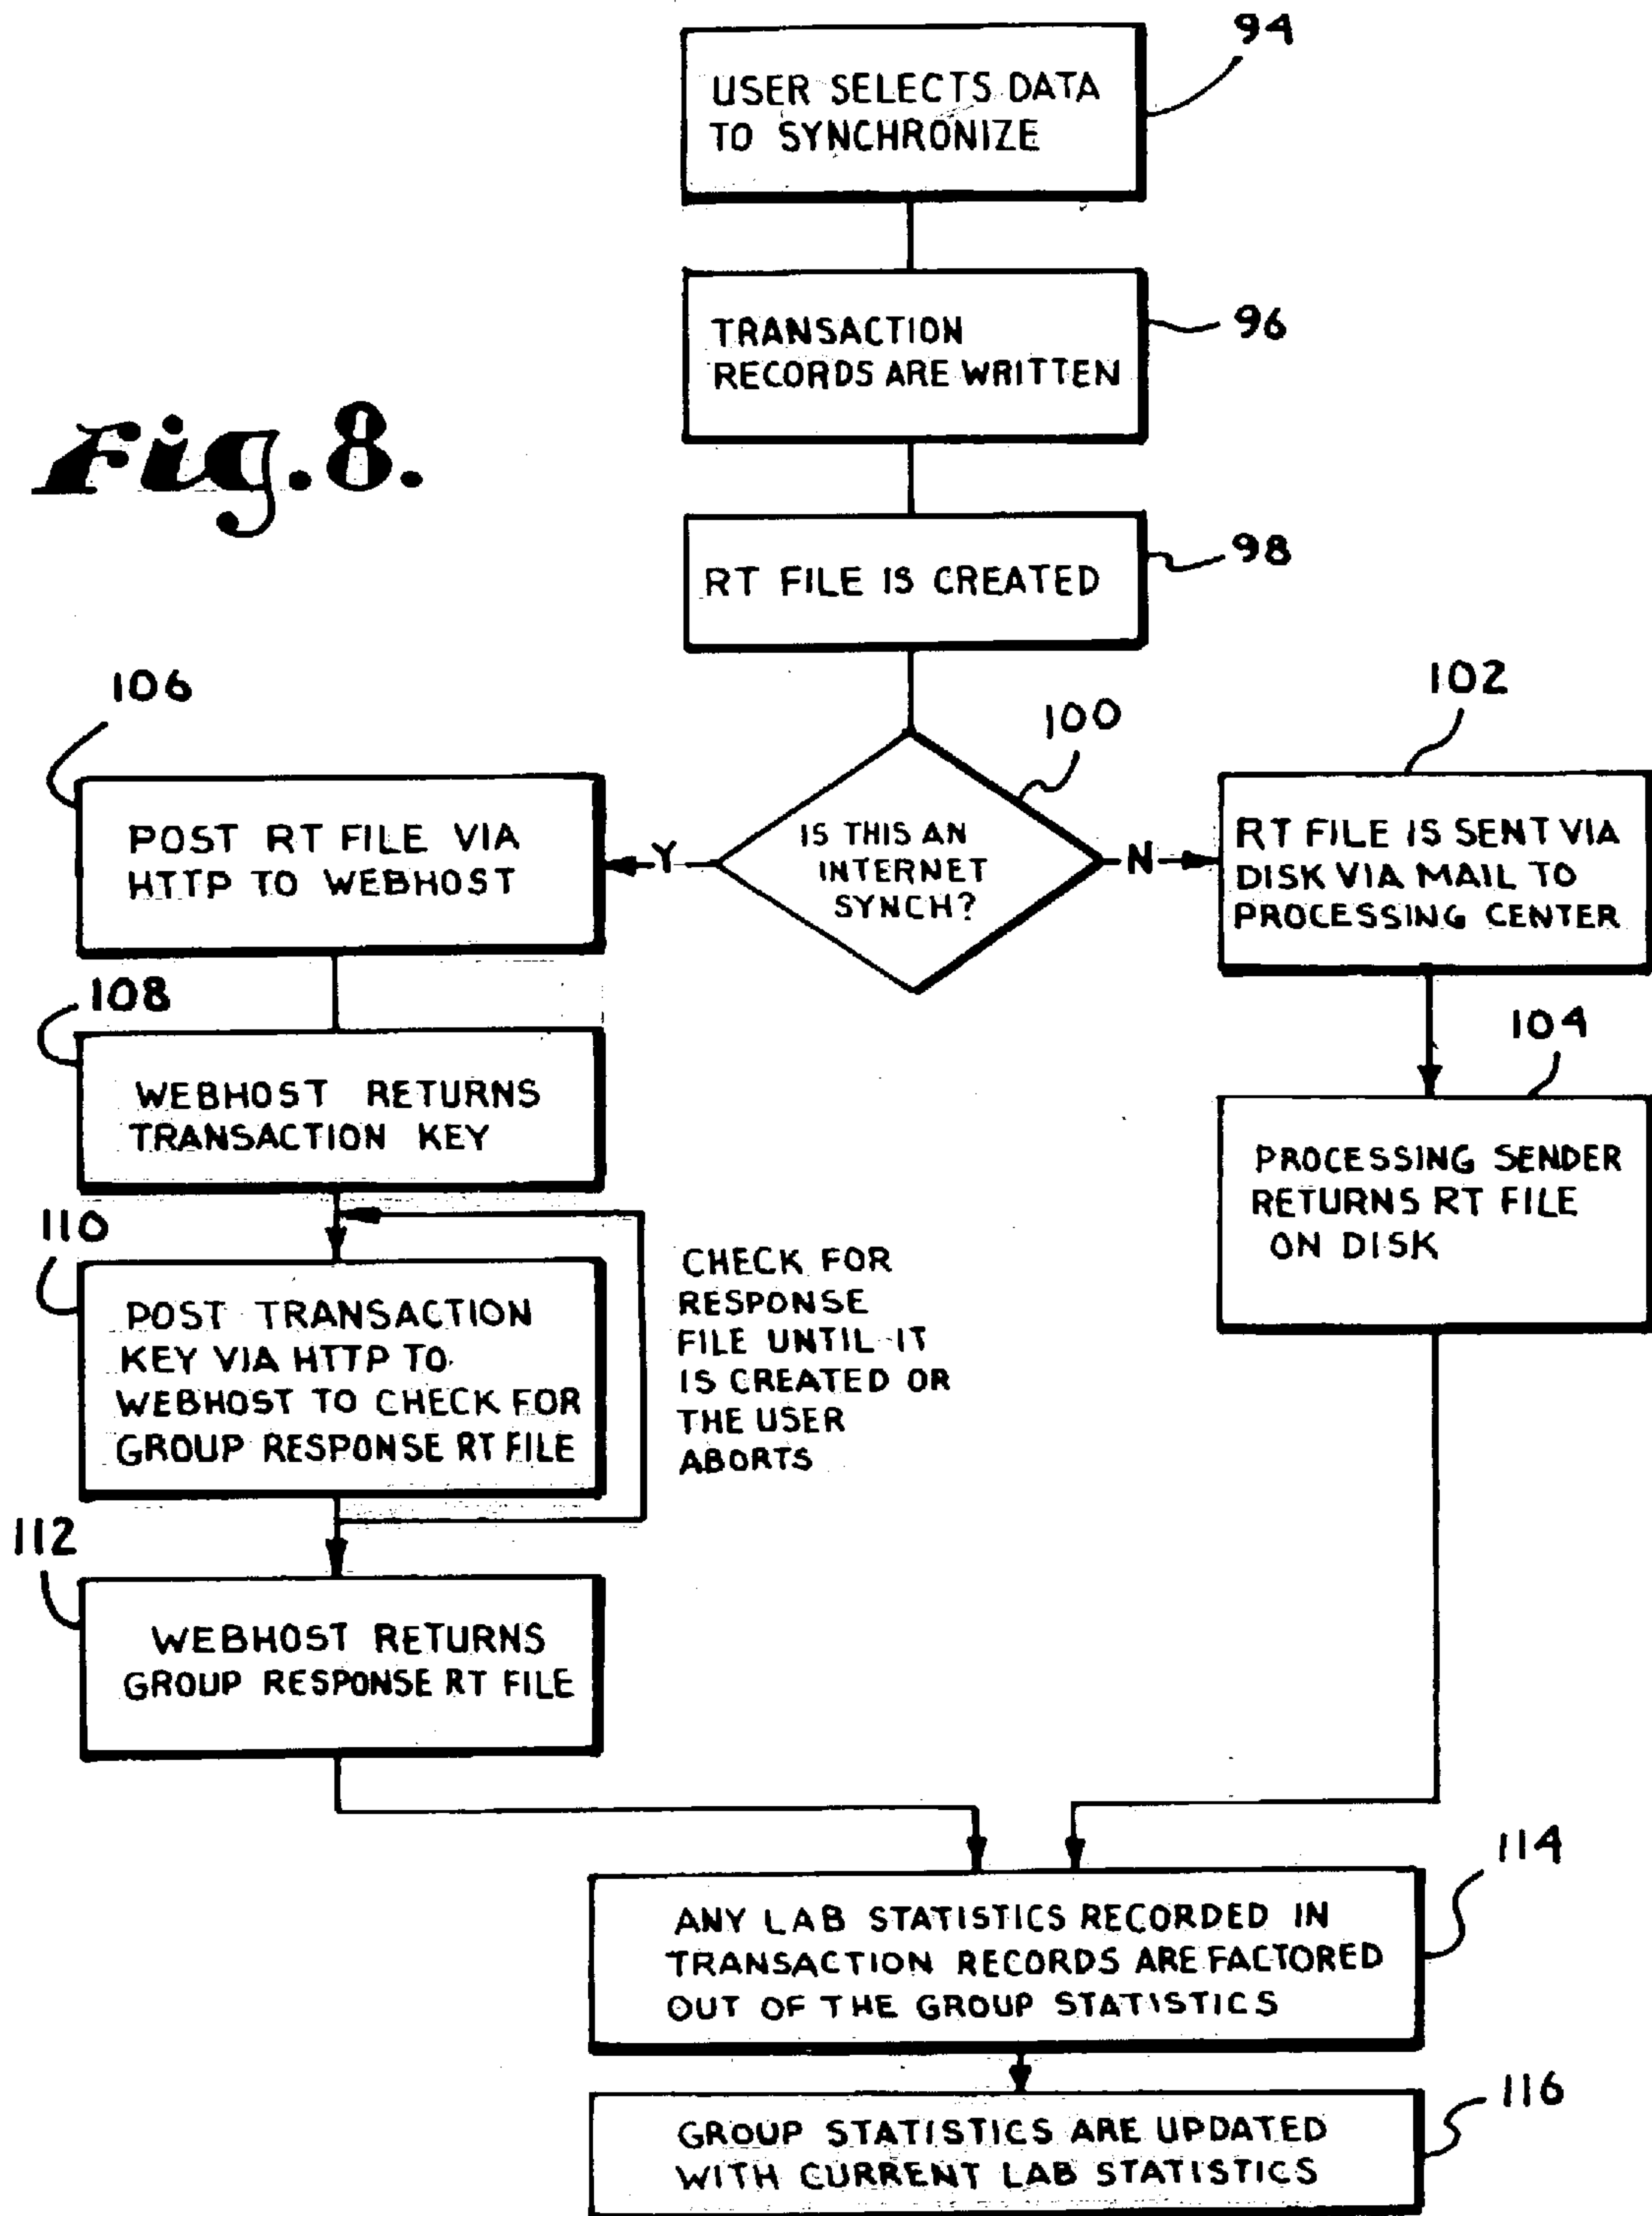 94
USER SELECTS DATA
TO SYNCHRONIZE
96
TRANSACTION
RECORDS ARE WRITTEN
Fig. 8.
98
RT FILE IS CREATED
106
100
102
POST RT FILE VIA
HTTP TO WEBHOST
Y
IS THIS AN
INTERNET
SYNCH?
N
RT FILE IS SENT VIA
DISK VIA MAIL TO
PROCESSING CENTER
108
WEBHOST RETURNS
TRANSACTION KEY
104
PROCESSING SENDER
RETURNS RT FILE
ON DISK
110
POST TRANSACTION
KEY VIA HTTP TO
WEBHOST TO CHECK FOR
GROUP RESPONSE RT FILE
CHECK FOR
RESPONSE
FILE UNTIL IT
IS CREATED OR
THE USER
ABORTS
112
WEBHOST RETURNS
GROUP RESPONSE RT FILE
114
ANY LAB STATISTICS RECORDED IN
TRANSACTION RECORDS ARE FACTORED
OUT OF THE GROUP STATISTICS
116
GROUP STATISTICS ARE UPDATED
WITH CURRENT LAB STATISTICS